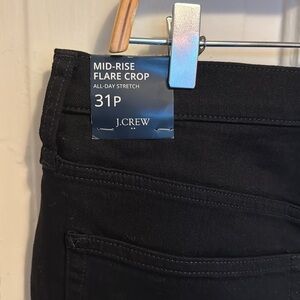 MID-RISE
FLARE CROP
ALL-DAY STRETCH
31P
J.CREW